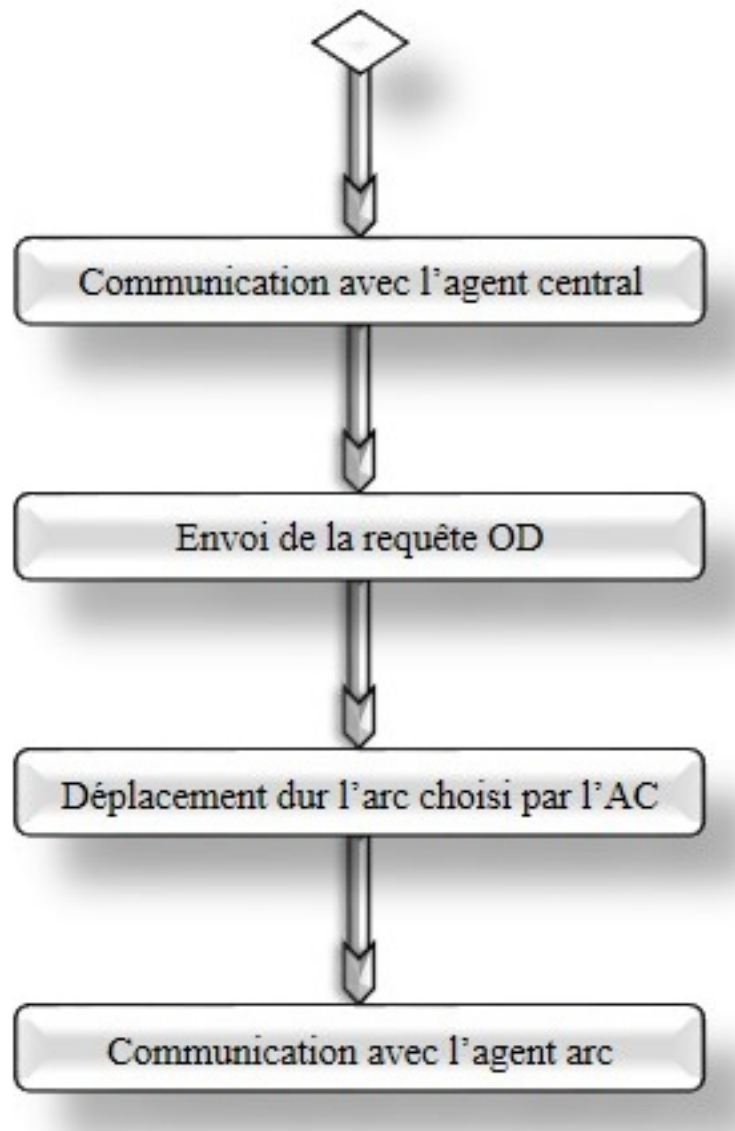 Communication avec l’agent central
Envoi de la requête OD
Déplacement dur l’arc choisi par l’AC
Communication avec l’agent arc